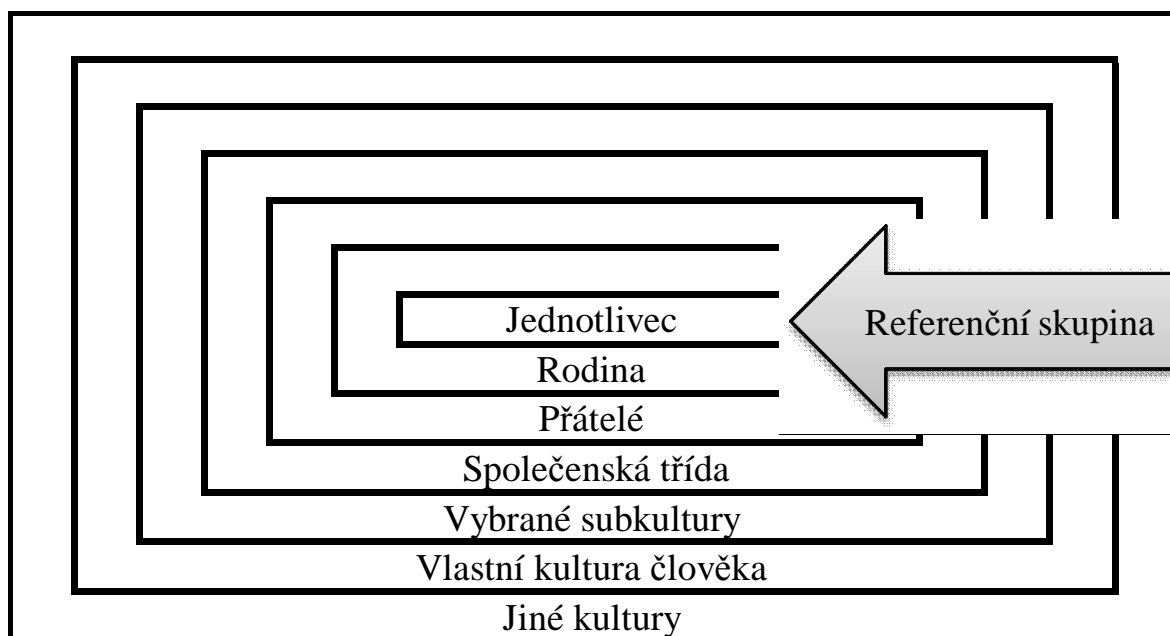 Jednotlivec
Referenční skupina
Rodina
Přátelé
Společenská třída
Vybrané subkultury
Vlastní kultura člověka
Jiné kultury